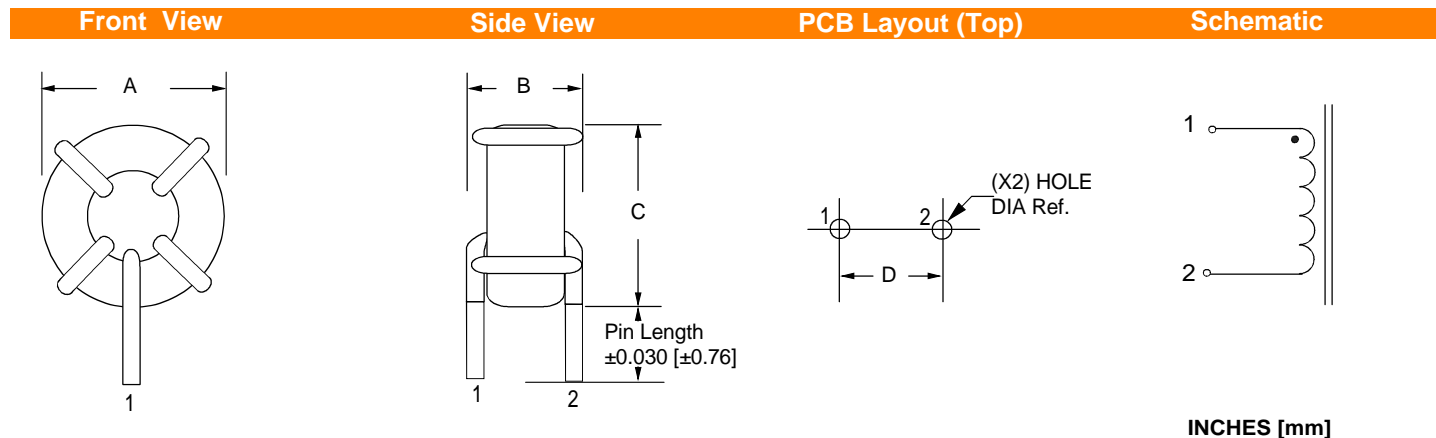 Front View
Side View
PCB Layout (Top)
Schematic
A
1
B
C
Pin Length
±0.030 [±0.76]
1
2
(X2) HOLE
DIA Ref.
1
2
D
1
2
INCHES [mm]